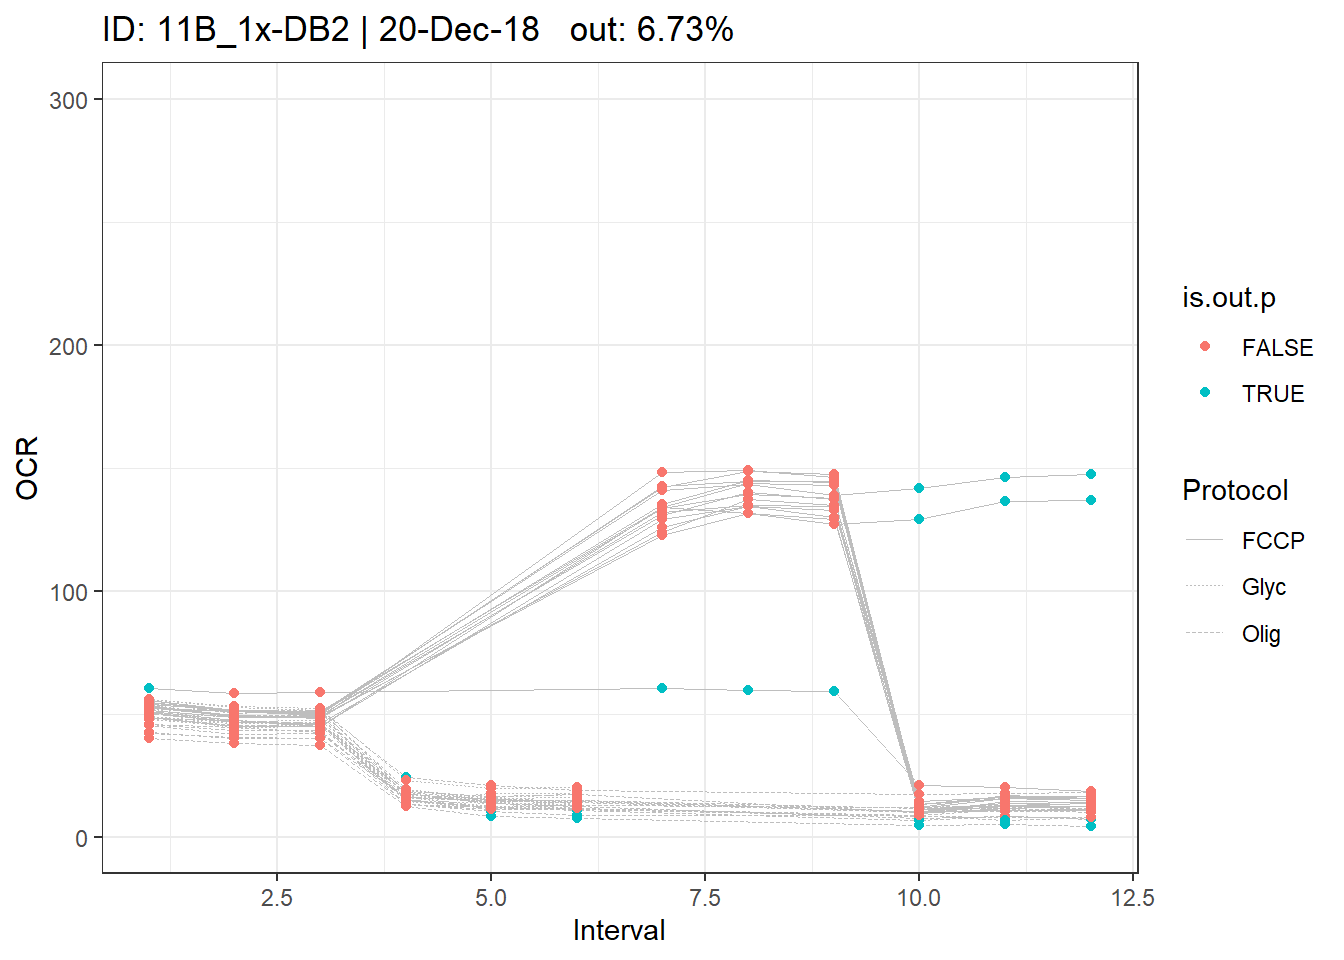 ID: 11B_1x-DB2 | 20-Dec-18   out: 6.73%
300
200
100
0
OCR
2.5
5.0
7.5
10.0
12.5
Interval
is.out.p
FALSE
TRUE
Protocol
FCCP
Glyc
Olig